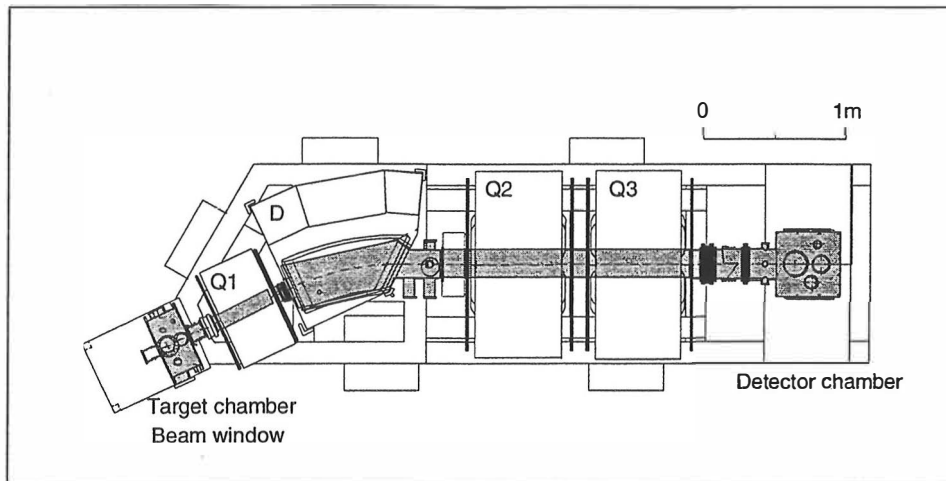 0 1m
Q2 Q3
D
Q1
Detector chamber
Target chamber
Beam window